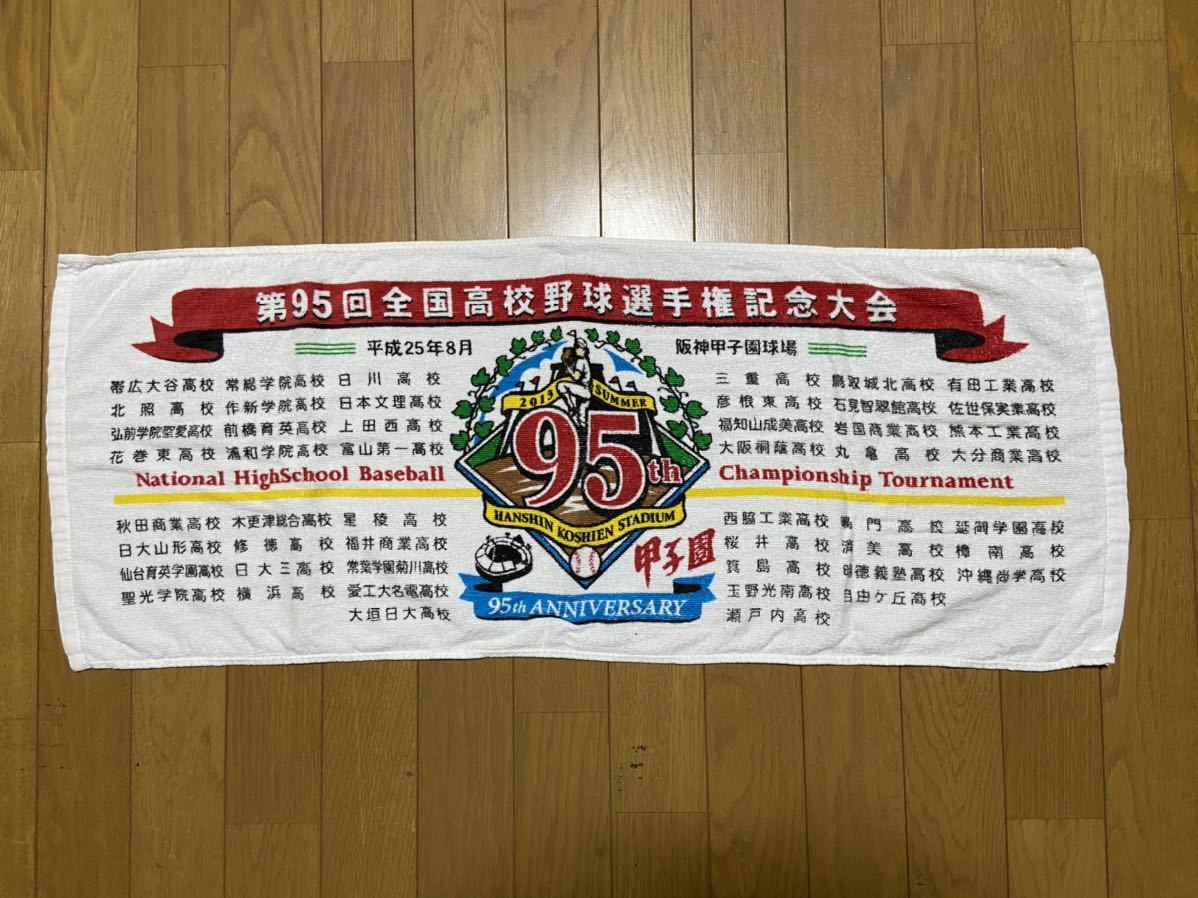 第95回全国高校野球選手権記念大会
平成25年8月
阪神甲子園球場
帯広大谷高校 常総学院高校 日川高校
北照高校 作新学院高校 日本文理高校
弘前学院聖愛高校 前橋育英高校 上田西高校
花巻東高校 浦和学院高校 富山第一高校
2013 SUMMER
95th
HANSHIN KOSHIEN STADIUM
三重高校 鳥取城北高校 有田工業高校
彦根東高校 石見智翠館高校 佐世保実業高校
福知山成美高校 岩国商業高校 熊本工業高校
大阪桐蔭高校 丸亀高校 大分商業高校
National HighSchool Baseball
Championship Tournament
秋田商業高校 木更津総合高校 星稜高校
日大山形高校 修徳高校 福井商業高校
仙台育英学園高校 日大三高校 常葉学園菊川高校
聖光学院高校 横浜高校 愛工大名電高校
大垣日大高校
甲子園
95th ANNIVERSARY
西脇工業高校 鳴門高校 延岡学園高校
桜井高校 済美高校 樟南高校
箕島高校 明徳義塾高校 沖縄尚学高校
玉野光南高校 自由ケ丘高校
瀬戸内高校